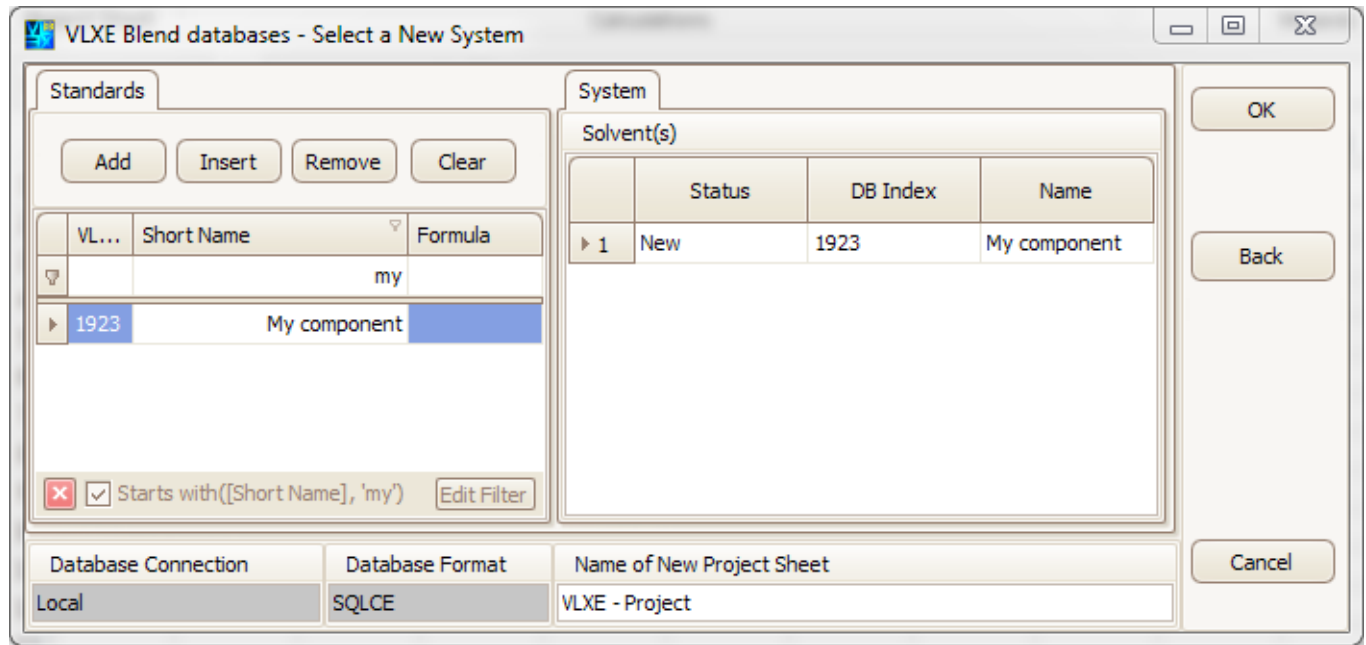 VLXE Blend databases - Select a New System
Standards
System
OK
Solvent(s)
Add Insert Remove Clear
Status DB Index Name
VL... Short Name Formula
1 New 1923 My component
Back
my
1923 My component
Starts with([Short Name], 'my') Edit Filter
Database Connection Database Format Name of New Project Sheet
Cancel
Local SQLCE VLXE - Project